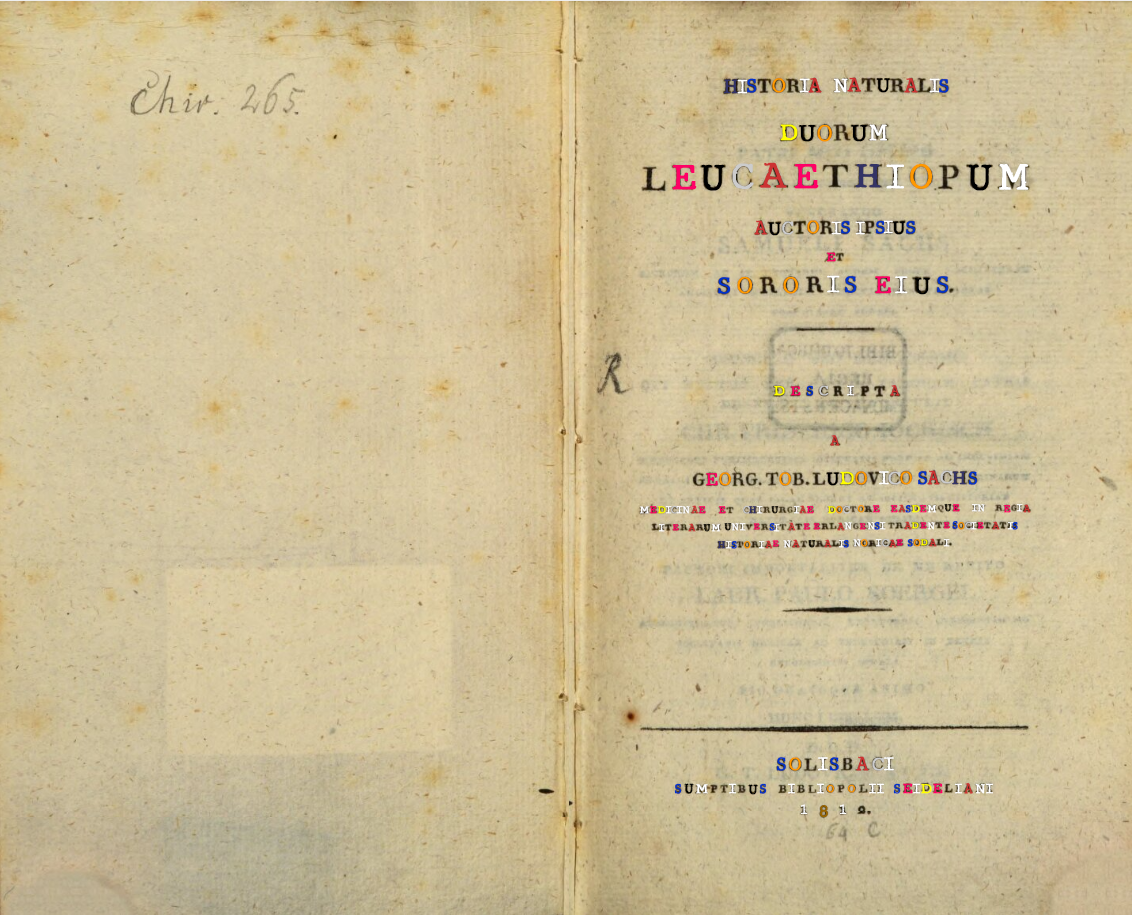 Chir. 265.
HISTORIA NATURALIS
DUORUM
LEUCAETHIOPUM
AUCTORIS IPSIUS
ET
SORORIS EIUS.
R
DESCRIPTA
A
GEORG. TOB. LUDOVICO SACHS
MEDICINAE ET CHIRURGIAE DOCTORE EASDEMQUE IN REGIA
LITERARUM UNIVERSITATE ERLANGENSI TRADENTE SOCIETATIS
HISTORIAE NATURALIS NORICAE SODALI.
SOLISBACI
SUMPTIBUS BIBLIOPOLII SEIDELIANI
1812.
64 C